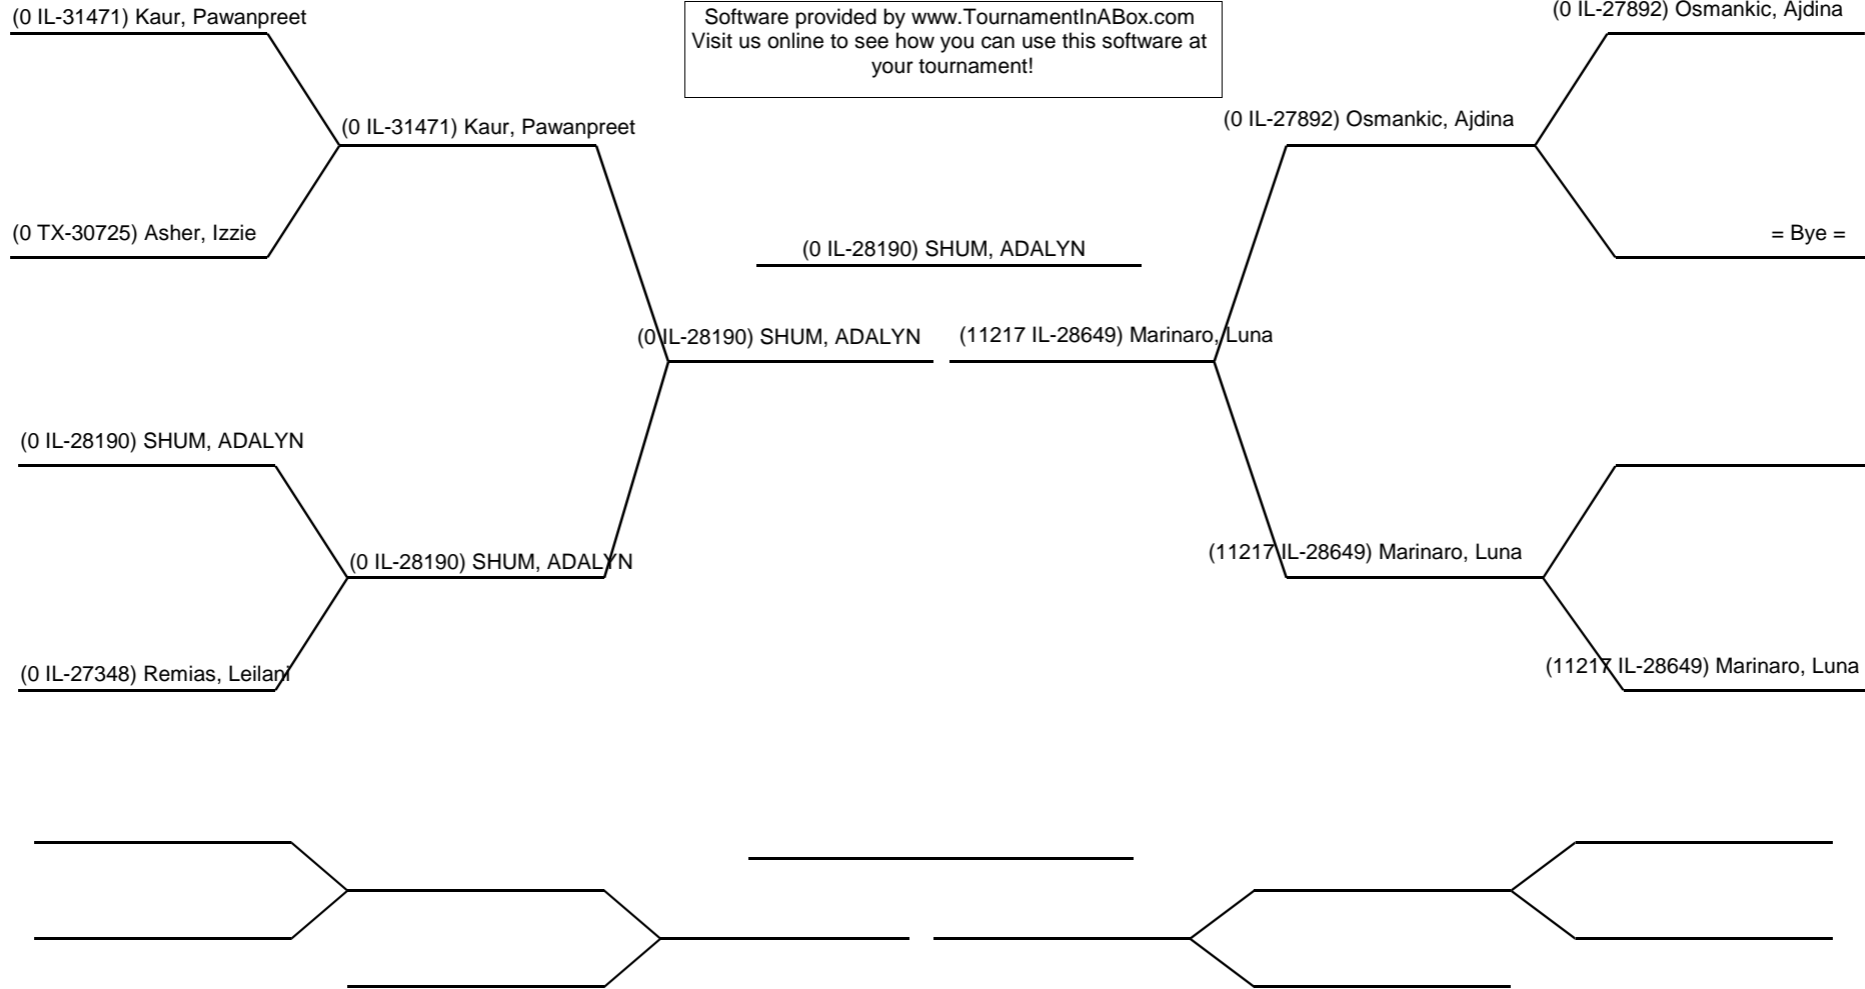 (0 IL-31471) Kaur, Pawanpreet
Software provided by www.TournamentInABox.com
Visit us online to see how you can use this software at
your tournament!
(0 IL-27892) Osmankic, Ajdina
(0 IL-31471) Kaur, Pawanpreet
(0 IL-27892) Osmankic, Ajdina
(0 TX-30725) Asher, Izzie
(0 IL-28190) SHUM, ADALYN
= Bye =
(0 IL-28190) SHUM, ADALYN
(11217 IL-28649) Marinaro, Luna
(0 IL-28190) SHUM, ADALYN
(0 IL-28190) SHUM, ADALYN
(11217 IL-28649) Marinaro, Luna
(0 IL-27348) Remias, Leilani
(11217 IL-28649) Marinaro, Luna